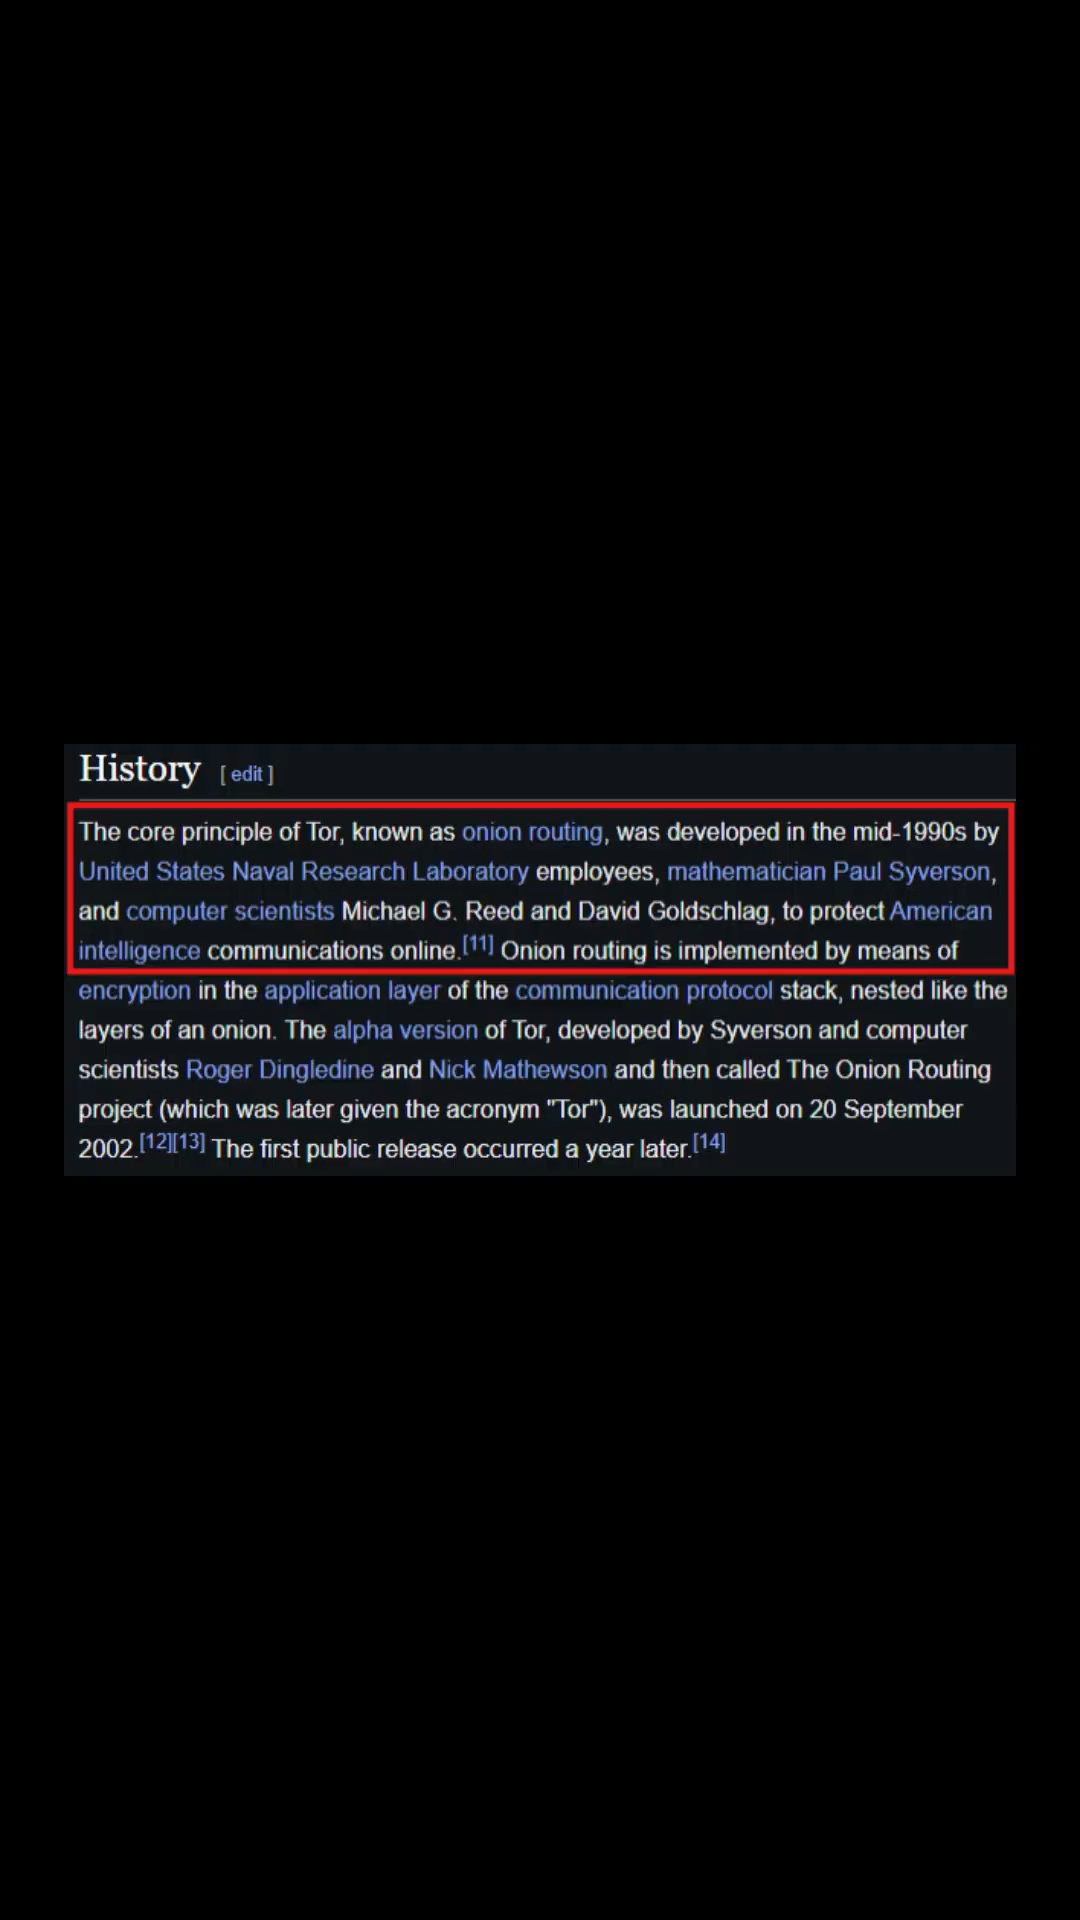 History [ edit ]
The core principle of Tor, known as onion routing, was developed in the mid-1990s by
United States Naval Research Laboratory employees, mathematician Paul Syverson,
and computer scientists Michael G. Reed and David Goldschlag, to protect American
intelligence communications online.[11] Onion routing is implemented by means of
encryption in the application layer of the communication protocol stack, nested like the
layers of an onion. The alpha version of Tor, developed by Syverson and computer
scientists Roger Dingledine and Nick Mathewson and then called The Onion Routing
project (which was later given the acronym "Tor"), was launched on 20 September
2002.[12][13] The first public release occurred a year later.[14]